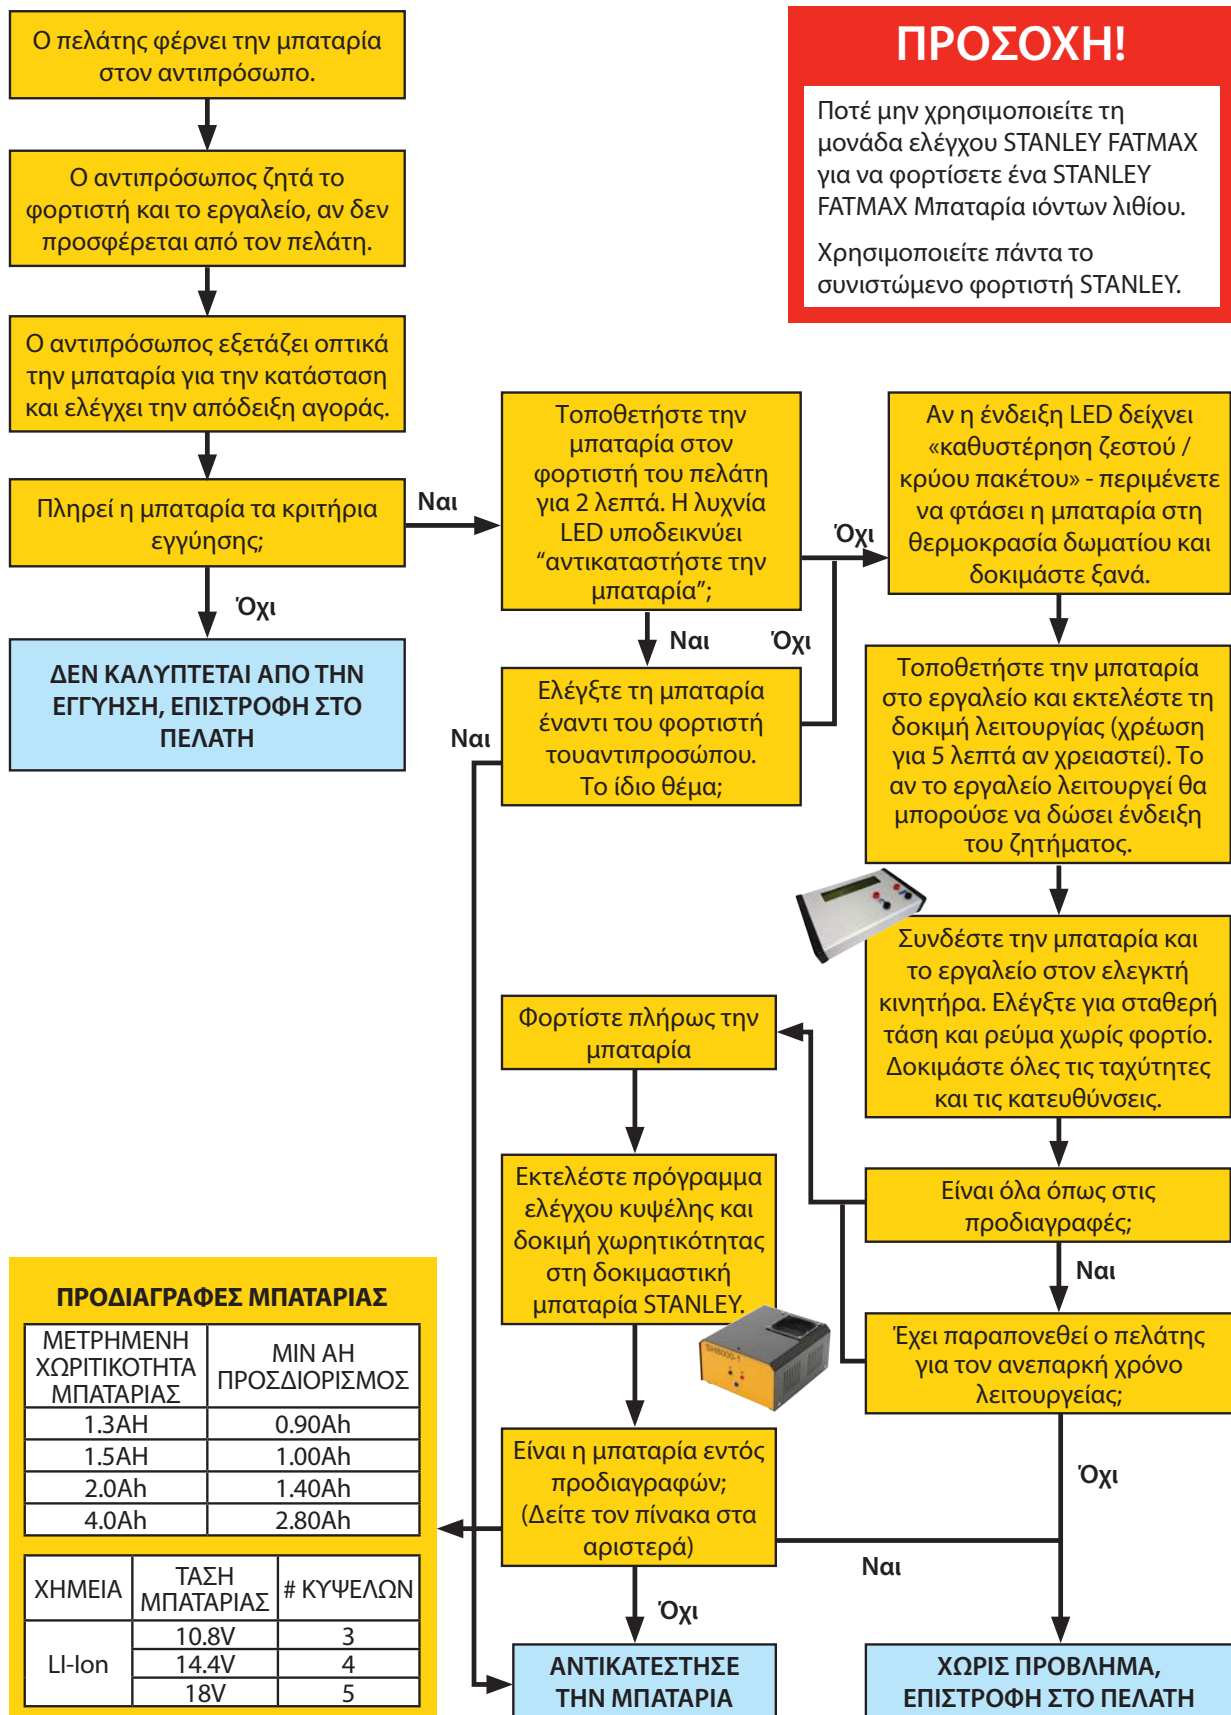 Ο πελάτης φέρνει την μπαταρία
στον αντιπρόσωπο.
Ο αντιπρόσωπος ζητά το
φορτιστή και το εργαλείο, αν δεν
προσφέρεται από τον πελάτη.
Ο αντιπρόσωπος εξετάζει οπτικά
την μπαταρία για την κατάσταση
και ελέγχει την απόδειξη αγοράς.
Πληρεί η μπαταρία τα κριτήρια
εγγύησης;
Ναι
Όχι
ΔΕΝ ΚΑΛΥΠΤΕΤΑΙ ΑΠΟ ΤΗΝ
ΕΓΓΥΗΣΗ, ΕΠΙΣΤΡΟΦΗ ΣΤΟ
ΠΕΛΑΤΗ
ΠΡΟΣΟΧΗ!
Ποτέ μην χρησιμοποιείτε τη
μονάδα ελέγχου STANLEY FATMAX
για να φορτίσετε ένα STANLEY
FATMAX Μπαταρία ιόντων λιθίου.
Χρησιμοποιείτε πάντα το
συνιστώμενο φορτιστή STANLEY.
Τοποθετήστε την
μπαταρία στον
φορτιστή του πελάτη
για 2 λεπτά. Η λυχνία
LED υποδεικνύει
“αντικαταστήστε την
μπαταρία”;
Όχι
Ναι
Όχι
Ελέγξτε τη μπαταρία
έναντι του φορτιστή
τουαντιπροσώπου.
Το ίδιο θέμα;
Ναι
Αν η ένδειξη LED δείχνει
«καθυστέρηση ζεστού /
κρύου πακέτου» - περιμένετε
να φτάσει η μπαταρία στη
θερμοκρασία δωματίου και
δοκιμάστε ξανά.
Τοποθετήστε την μπαταρία
στο εργαλείο και εκτελέστε τη
δοκιμή λειτουργίας (χρέωση
για 5 λεπτά αν χρειαστεί). Το
αν το εργαλείο λειτουργεί θα
μπορούσε να δώσει ένδειξη
του ζητήματος.
Συνδέστε την μπαταρία και
το εργαλείο στον ελεγκτή
κινητήρα. Ελέγξτε για σταθερή
τάση και ρεύμα χωρίς φορτίο.
Δοκιμάστε όλες τις ταχύτητες
και τις κατευθύνσεις.
Είναι όλα όπως στις
προδιαγραφές;
Ναι
Έχει παραπονεθεί ο πελάτης
για τον ανεπαρκή χρόνο
λειτουργείας;
Όχι
Φορτίστε πλήρως την
μπαταρία
Εκτελέστε πρόγραμμα
ελέγχου κυψέλης και
δοκιμή χωρητικότητας
στη δοκιμαστική
μπαταρία STANLEY.
SH8000-1
Είναι η μπαταρία εντός
προδιαγραφών;
(Δείτε τον πίνακα στα
αριστερά)
Ναι
Όχι
ΑΝΤΙΚΑΤΕΣΤΗΣΕ
ΤΗΝ ΜΠΑΤΑΡΙΑ
ΧΩΡΙΣ ΠΡΟΒΛΗΜΑ,
ΕΠΙΣΤΡΟΦΗ ΣΤΟ ΠΕΛΑΤΗ
ΠΡΟΔΙΑΓΡΑΦΕΣ ΜΠΑΤΑΡΙΑΣ
ΜΕΤΡΗΜΕΝΗ
ΧΩΡΙΤΙΚΟΤΗΤΑ
ΜΠΑΤΑΡΙΑΣ
ΜΙΝ ΑΗ
ΠΡΟΣΔΙΟΡΙΣΜΟΣ
1.3AH 0.90Ah
1.5AH 1.00Ah
2.0Ah 1.40Ah
4.0Ah 2.80Ah
ΧΗΜΕΙΑ
ΤΑΣΗ
ΜΠΑΤΑΡΙΑΣ
# ΚΥΨΕΛΩΝ
LI-Ion
10.8V 3
14.4V 4
18V 5